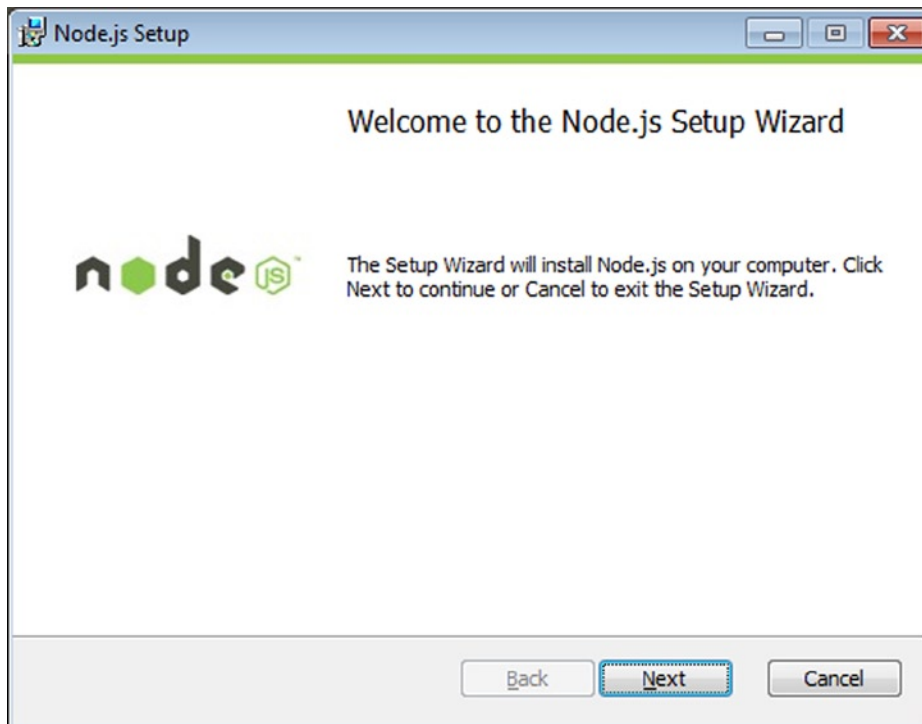 Node.js Setup
Welcome to the Node.js Setup Wizard
node JS™
The Setup Wizard will install Node.js on your computer. Click
Next to continue or Cancel to exit the Setup Wizard.
Back
Next
Cancel